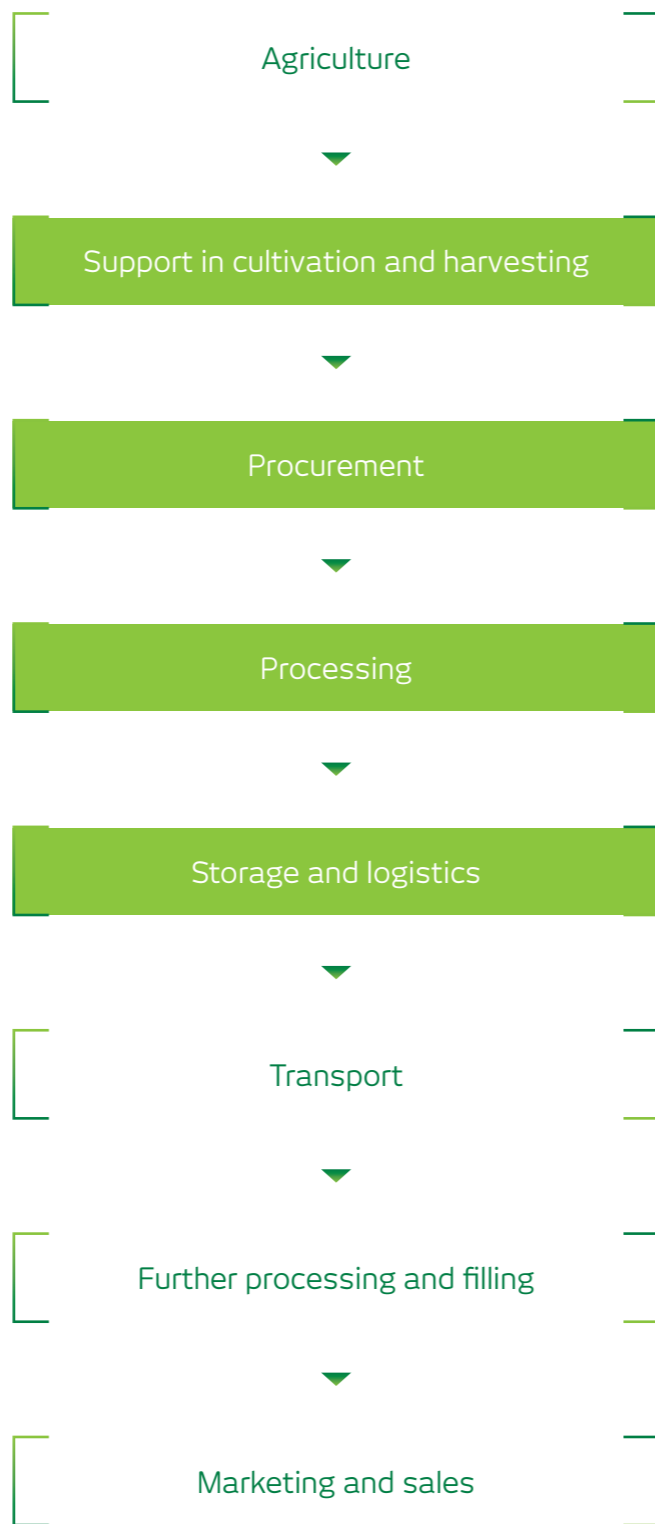 Agriculture
Support in cultivation and harvesting
Procurement
Processing
Storage and logistics
Transport
Further processing and filling
Marketing and sales